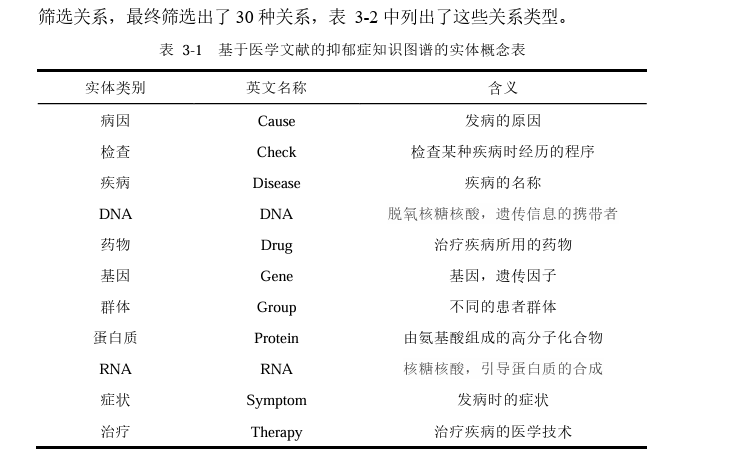 筛选关系，最终筛选出了 30 种关系，表 3-2 中列出了这些关系类型。
表 3-1 基于医学文献的抑郁症知识图谱的实体概念表
实体类别 英文名称 含义
病因 Cause 发病的原因
检查 Check 检查某种疾病时经历的程序
疾病 Disease 疾病的名称
DNA DNA 脱氧核糖核酸，遗传信息的携带者
药物 Drug 治疗疾病所用的药物
基因 Gene 基因，遗传因子
群体 Group 不同的患者群体
蛋白质 Protein 由氨基酸组成的高分子化合物
RNA RNA 核糖核酸，引导蛋白质的合成
症状 Symptom 发病时的症状
治疗 Therapy 治疗疾病的医学技术